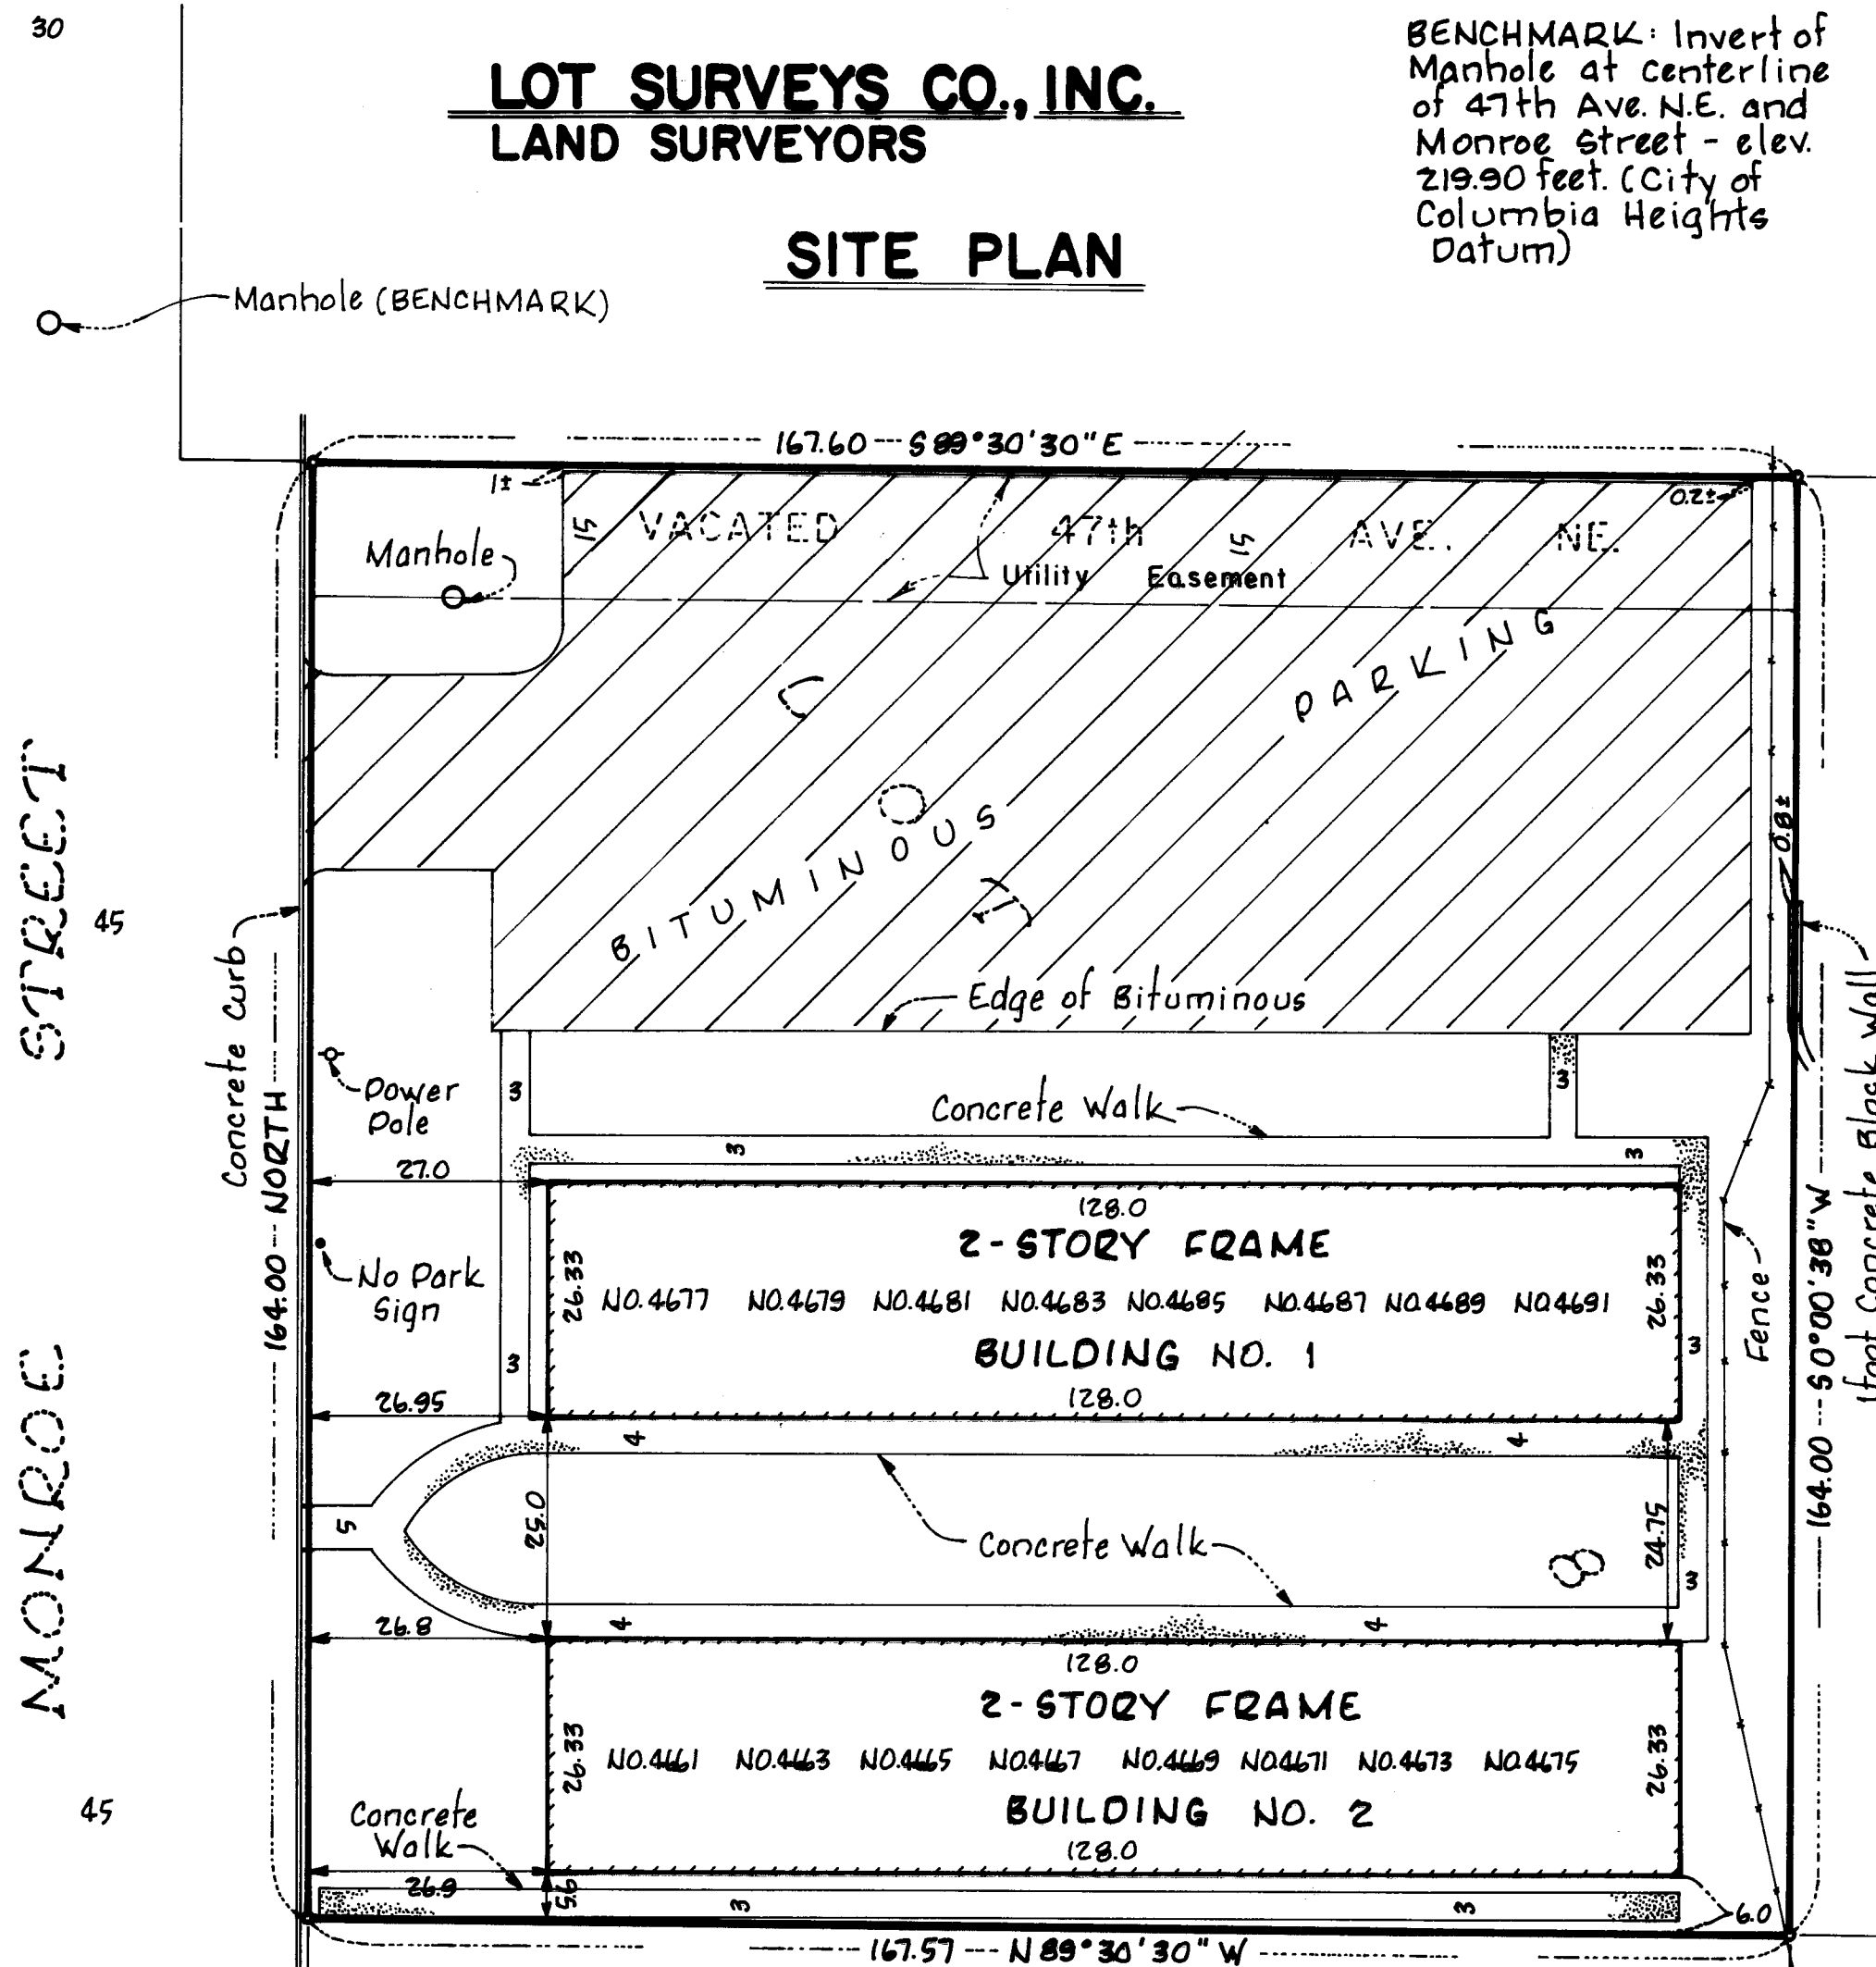 30
LOT SURVEYS CO., INC.
LAND SURVEYORS
SITE PLAN
BENCHMARK: Invert of
Manhole at centerline
of 47th Ave. N.E. and
Monroe Street - elev.
219.90 feet. (City of
Columbia Heights
Datum)
Manhole (BENCHMARK)
167.60 --- S 89°30'30" E
1±
0.2±
15
VACATED 47th AVE. NE.
15
Manhole
Utility Easement
PARKING
BITUMINOUS
0.8±
STREET
45
Concrete Curb
Edge of Bituminous
1 foot Concrete Block Wall
Power
Pole
3
3
Concrete Walk
3
3
164.00 -- NORTH
27.0
128.0
2-STORY FRAME
26.33
26.33
NO.4677 NO.4679 NO.4681 NO.4683 NO.4685 NO.4687 NO.4689 NO.4691
BUILDING NO. 1
128.0
No Park
Sign
Fence
3
3
164.00 -- S 0°00'38" W
26.95
4
4
MONROE
5
25.0
Concrete Walk
24.75
3
26.8
4
4
128.0
2-STORY FRAME
26.33
26.33
NO.4661 NO.4663 NO.4665 NO.4667 NO.4669 NO.4671 NO.4673 NO.4675
BUILDING NO. 2
128.0
45
Concrete
Walk
26.9
5.6
3
3
6.0
167.57 --- N 89°30'30" W